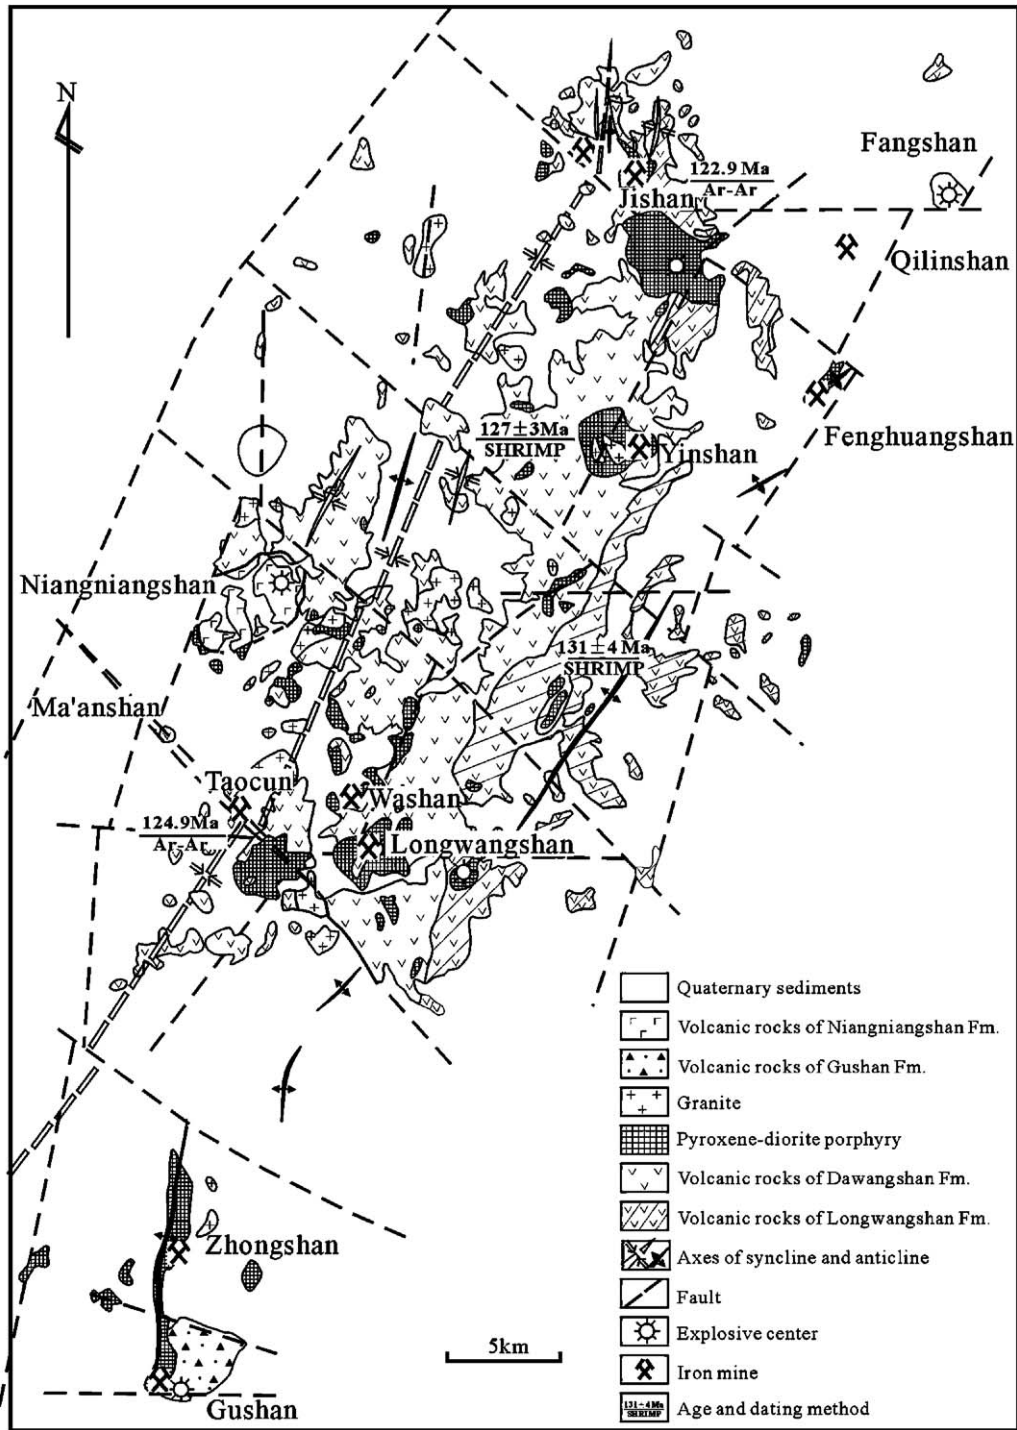 N
Fangshan
122.9 Ma
Ar-Ar
Jishan
Qilinshan
127±3Ma
SHRIMP
Yinshan
Fenghuangshan
Niangniangshan
131±4 Ma
SHRIMP
Ma'anshan
Taocun
Washan
124.9Ma
Ar-Ar
Longwangshan
Zhongshan
Gushan
5km
Quaternary sediments
Volcanic rocks of Niangniangshan Fm.
Volcanic rocks of Gushan Fm.
Granite
Pyroxene-diorite porphyry
Volcanic rocks of Dawangshan Fm.
Volcanic rocks of Longwangshan Fm.
Axes of syncline and anticline
Fault
Explosive center
Iron mine
131±4Ma
SHRIMP
Age and dating method